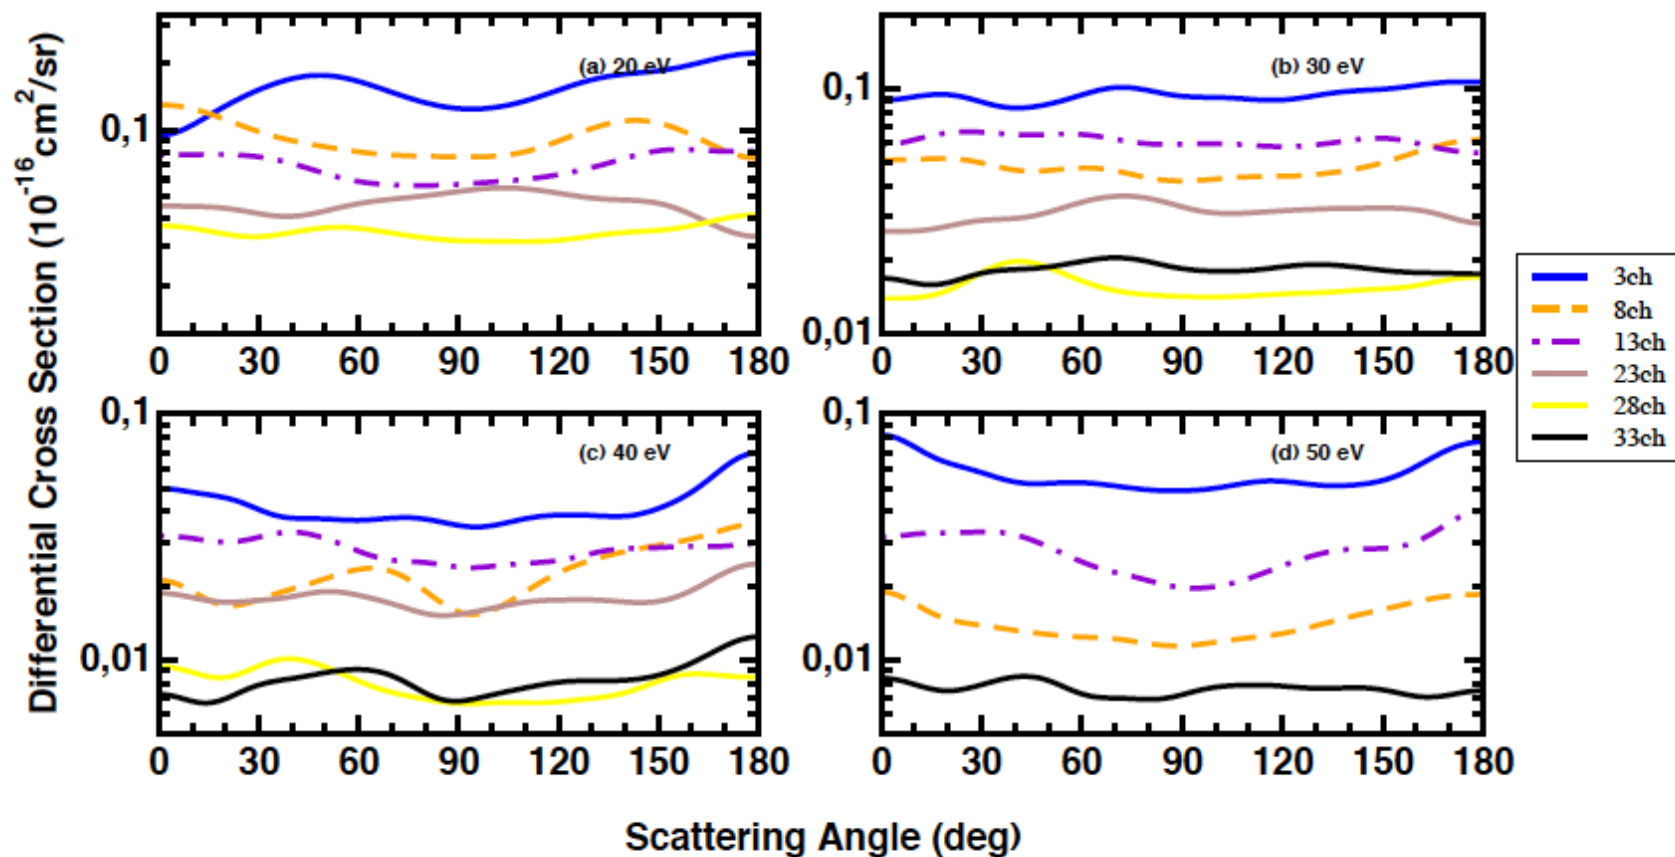 Differential Cross Section (10⁻¹⁶cm²/sr)
(a) 20 eV
0,1
0 30 60 90 120 150 180
(b) 30 eV
0,1
0,01
0 30 60 90 120 150 180
(c) 40 eV
0,1
0,01
0 30 60 90 120 150 180
(d) 50 eV
0,1
0,01
0 30 60 90 120 150 180
3ch
8ch
13ch
23ch
28ch
33ch
Scattering Angle (deg)